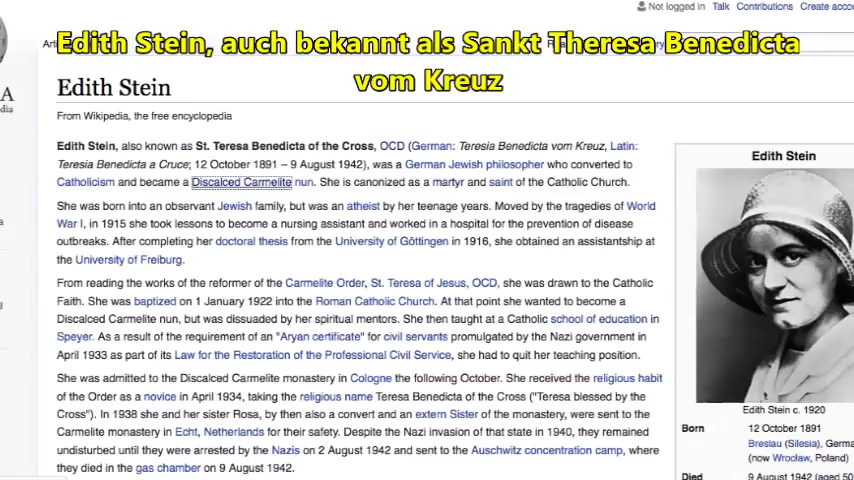 Not logged in Talk Contributions Create accou
Edith Stein, auch bekannt als Sankt Theresa Benedicta
vom Kreuz
A
edia
Edith Stein
From Wikipedia, the free encyclopedia
Edith Stein, also known as St. Teresa Benedicta of the Cross, OCD (German: Teresia Benedicta vom Kreuz, Latin:
Teresia Benedicta a Cruce; 12 October 1891 – 9 August 1942), was a German Jewish philosopher who converted to
Catholicism and became a Discalced Carmelite nun. She is canonized as a martyr and saint of the Catholic Church.
She was born into an observant Jewish family, but was an atheist by her teenage years. Moved by the tragedies of World
War I, in 1915 she took lessons to become a nursing assistant and worked in a hospital for the prevention of disease
outbreaks. After completing her doctoral thesis from the University of Göttingen in 1916, she obtained an assistantship at
the University of Freiburg.
From reading the works of the reformer of the Carmelite Order, St. Teresa of Jesus, OCD, she was drawn to the Catholic
Faith. She was baptized on 1 January 1922 into the Roman Catholic Church. At that point she wanted to become a
Discalced Carmelite nun, but was dissuaded by her spiritual mentors. She then taught at a Catholic school of education in
Speyer. As a result of the requirement of an "Aryan certificate" for civil servants promulgated by the Nazi government in
April 1933 as part of its Law for the Restoration of the Professional Civil Service, she had to quit her teaching position.
She was admitted to the Discalced Carmelite monastery in Cologne the following October. She received the religious habit
of the Order as a novice in April 1934, taking the religious name Teresa Benedicta of the Cross ("Teresa blessed by the
Cross"). In 1938 she and her sister Rosa, by then also a convert and an extern Sister of the monastery, were sent to the
Carmelite monastery in Echt, Netherlands for their safety. Despite the Nazi invasion of that state in 1940, they remained
undisturbed until they were arrested by the Nazis on 2 August 1942 and sent to the Auschwitz concentration camp, where
they died in the gas chamber on 9 August 1942.
Edith Stein
Edith Stein c. 1920
Born 12 October 1891
Breslau (Silesia), Germa
(now Wrocław, Poland)
Died 9 August 1942 (aged 50